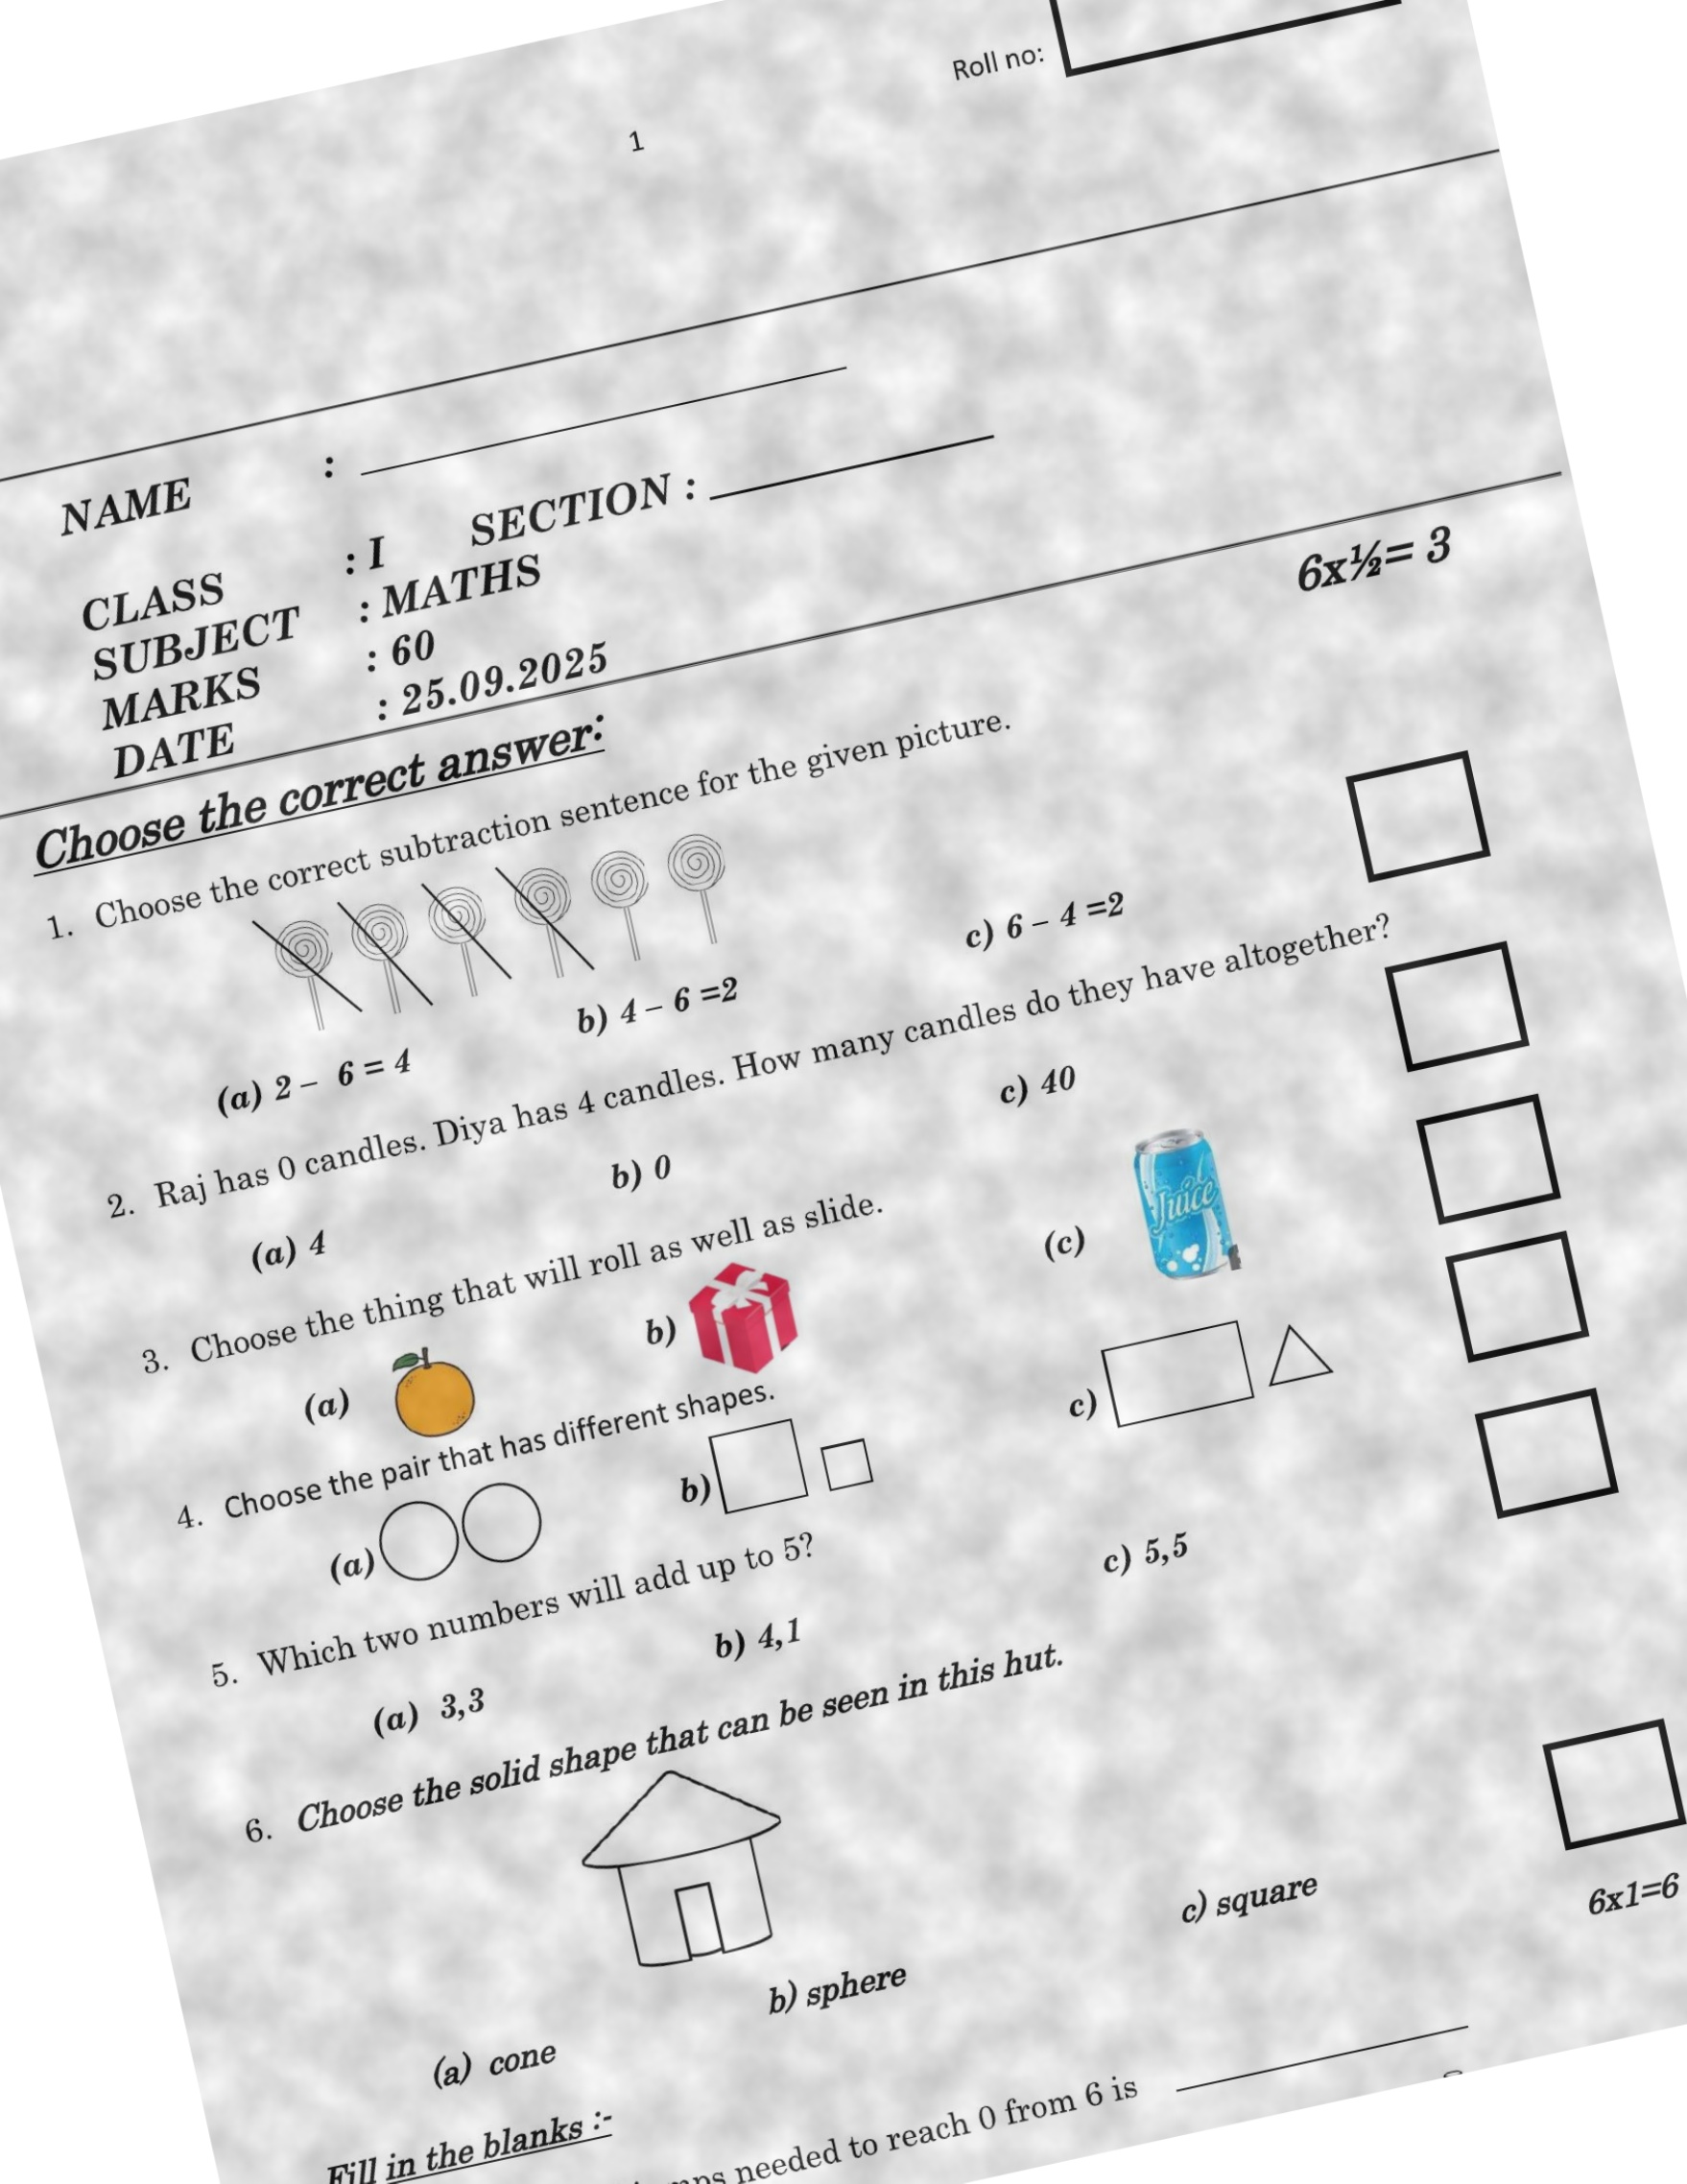 Roll no:
1
NAME :
CLASS : I SECTION :
SUBJECT : MATHS
MARKS : 60
DATE : 25.09.2025
Choose the correct answer: 6x½= 3
1. Choose the correct subtraction sentence for the given picture.
(a) 2 – 6 = 4 b) 4 – 6 =2 c) 6 – 4 =2
2. Raj has 0 candles. Diya has 4 candles. How many candles do they have altogether?
(a) 4 b) 0 c) 40
3. Choose the thing that will roll as well as slide.
(a) b) (c) Juice
4. Choose the pair that has different shapes.
(a) b) c)
5. Which two numbers will add up to 5?
(a) 3,3 b) 4,1 c) 5,5
6. Choose the solid shape that can be seen in this hut.
(a) cone b) sphere c) square
Fill in the blanks :- 6x1=6
needed to reach 0 from 6 is